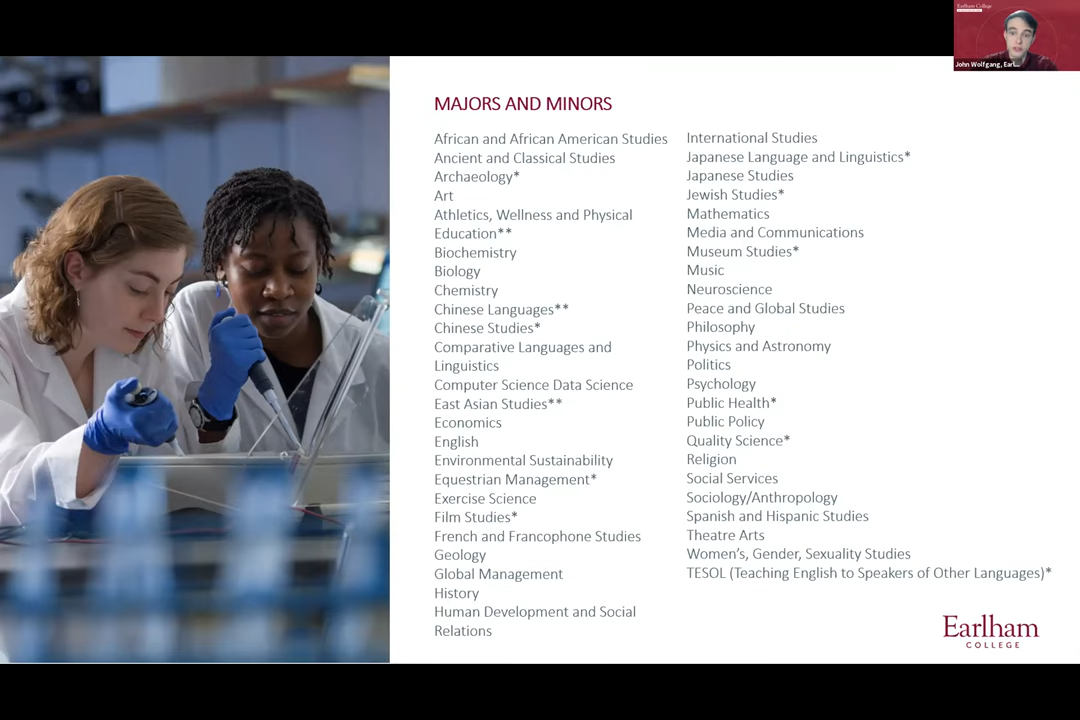 MAJORS AND MINORS
African and African American Studies
Ancient and Classical Studies
Archaeology*
Art
Athletics, Wellness and Physical
Education**
Biochemistry
Biology
Chemistry
Chinese Languages**
Chinese Studies*
Comparative Languages and
Linguistics
Computer Science Data Science
East Asian Studies**
Economics
English
Environmental Sustainability
Equestrian Management*
Exercise Science
Film Studies*
French and Francophone Studies
Geology
Global Management
History
Human Development and Social
Relations
International Studies
Japanese Language and Linguistics*
Japanese Studies
Jewish Studies*
Mathematics
Media and Communications
Museum Studies*
Music
Neuroscience
Peace and Global Studies
Philosophy
Physics and Astronomy
Politics
Psychology
Public Health*
Public Policy
Quality Science*
Religion
Social Services
Sociology/Anthropology
Spanish and Hispanic Studies
Theatre Arts
Women’s, Gender, Sexuality Studies
TESOL (Teaching English to Speakers of Other Languages)*
Earlham
COLLEGE
Earlham College
John Wolfgang, Earl...